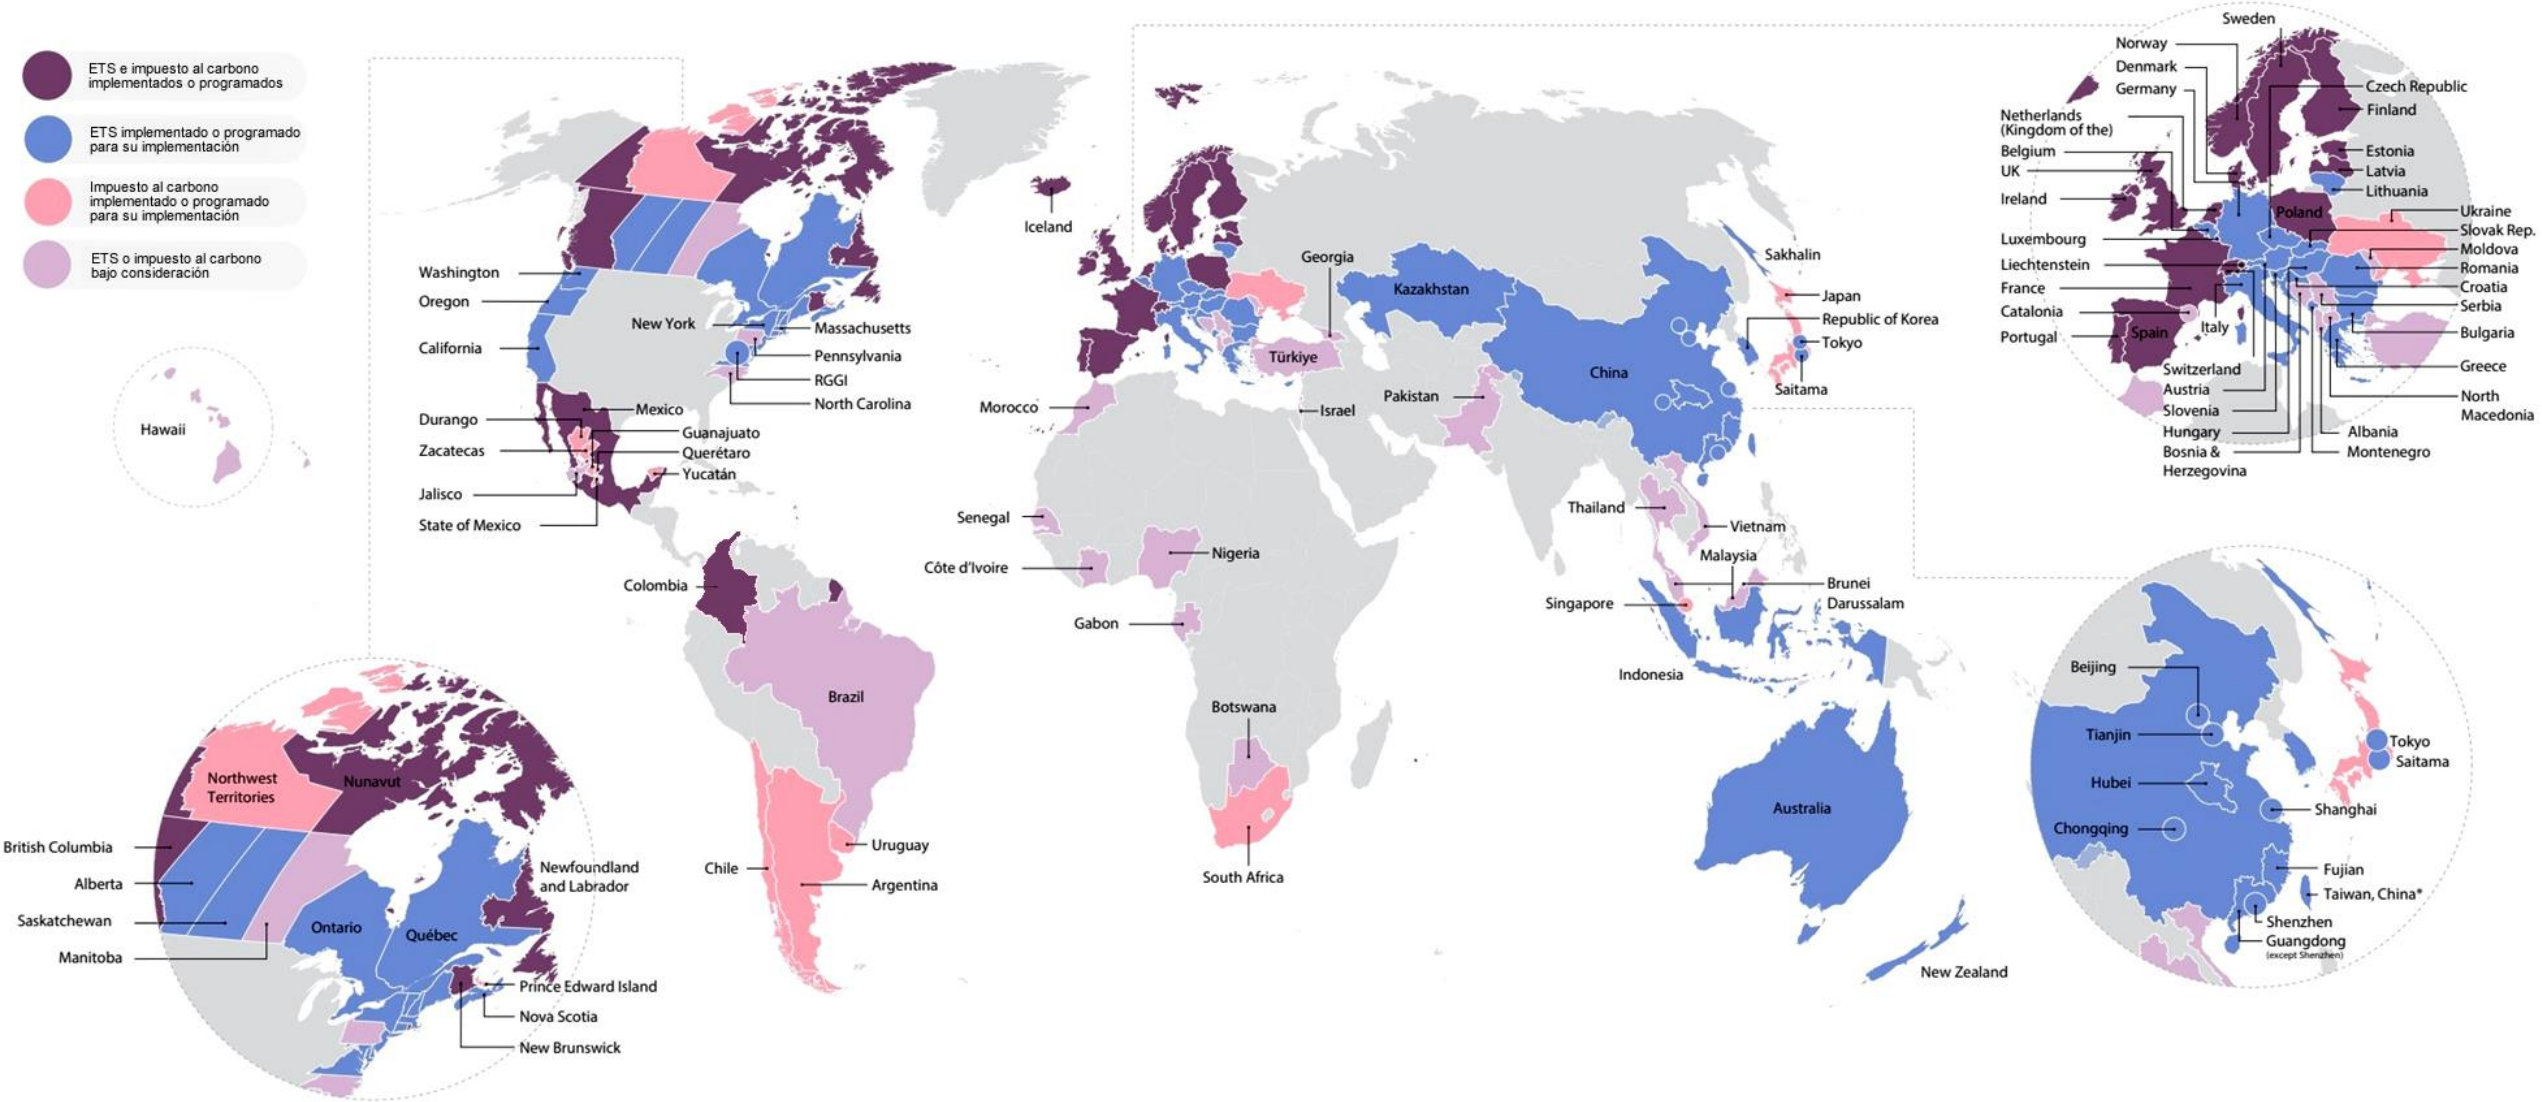 ETS e impuesto al carbono
implementados o programados
ETS implementado o programado
para su implementación
Impuesto al carbono
implementado o programado
para su implementación
ETS o impuesto al carbono
bajo consideración
Hawaii
Washington
Oregon
California
New York
Massachusetts
Pennsylvania
RGGI
North Carolina
Mexico
Durango
Guanajuato
Zacatecas
Querétaro
Yucatán
Jalisco
State of Mexico
Colombia
Brazil
Uruguay
Chile
Argentina
Iceland
Georgia
Türkiye
Morocco
Israel
Senegal
Côte d'Ivoire
Nigeria
Gabon
Botswana
South Africa
Kazakhstan
China
Pakistan
Sakhalin
Japan
Republic of Korea
Tokyo
Saitama
Thailand
Vietnam
Malaysia
Brunei
Darussalam
Singapore
Indonesia
Australia
New Zealand
Northwest
Territories
Nunavut
British Columbia
Alberta
Saskatchewan
Manitoba
Ontario
Québec
Newfoundland
and Labrador
Prince Edward Island
Nova Scotia
New Brunswick
Sweden
Norway
Denmark
Germany
Netherlands
(Kingdom of the)
Belgium
UK
Ireland
Luxembourg
Liechtenstein
France
Catalonia
Portugal
Spain
Italy
Poland
Czech Republic
Finland
Estonia
Latvia
Lithuania
Ukraine
Slovak Rep.
Moldova
Romania
Croatia
Serbia
Bulgaria
Greece
North
Macedonia
Switzerland
Austria
Slovenia
Hungary
Bosnia &
Herzegovina
Albania
Montenegro
Beijing
Tianjin
Hubei
Chongqing
Tokyo
Saitama
Shanghai
Fujian
Taiwan, China*
Shenzhen
Guangdong
(except Shenzhen)